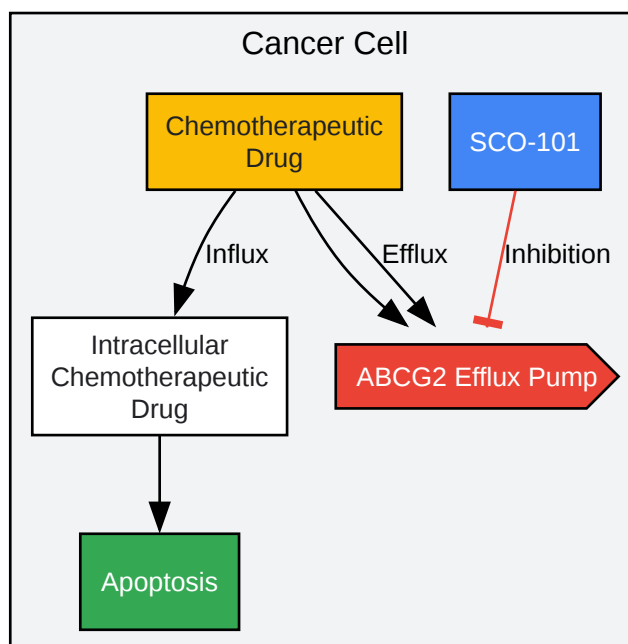 Cancer Cell
Chemotherapeutic
Drug
SCO-101
Influx
Efflux
Inhibition
Intracellular
Chemotherapeutic
Drug
ABCG2 Efflux Pump
Apoptosis